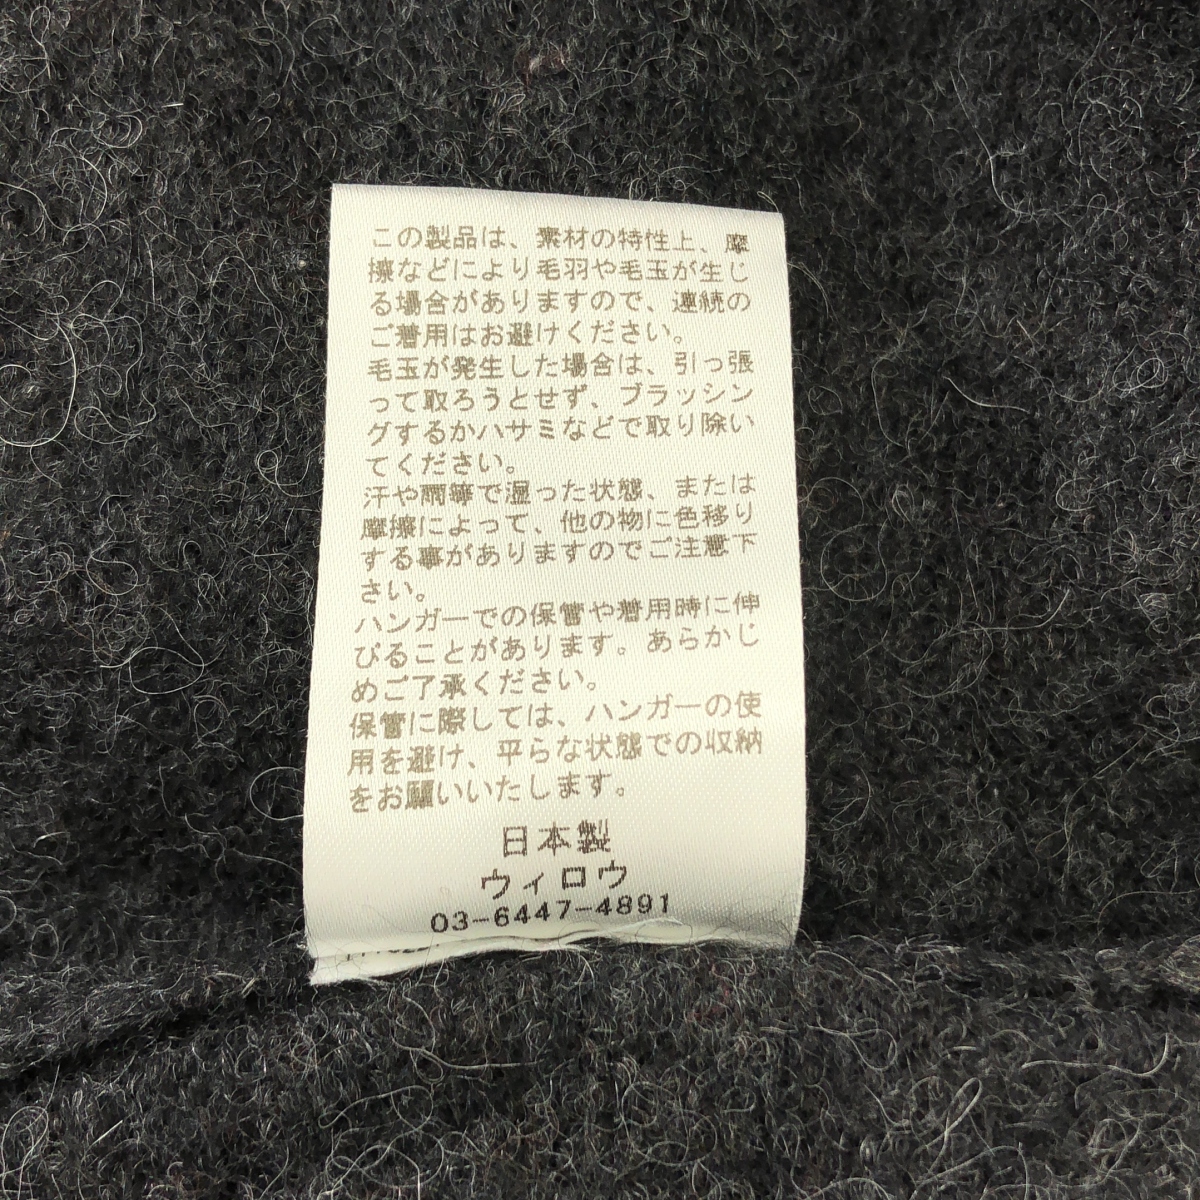 この製品は、素材の特性上、摩
擦などにより毛羽や毛玉が生じ
る場合がありますので、連続の
ご着用はお避けください。
毛玉が発生した場合は、引っ張
って取ろうとせず、ブラッシン
グするかハサミなどで取り除い
てください。
汗や雨等で湿った状態、または
摩擦によって、他の物に色移り
する事がありますのでご注意下
さい。
ハンガーでの保管や着用時に伸
びることがあります。あらかじ
めご了承ください。
保管に際しては、ハンガーの使
用を避け、平らな状態での収納
をお願いいたします。
日本製
ウィロウ
03-6447-4891